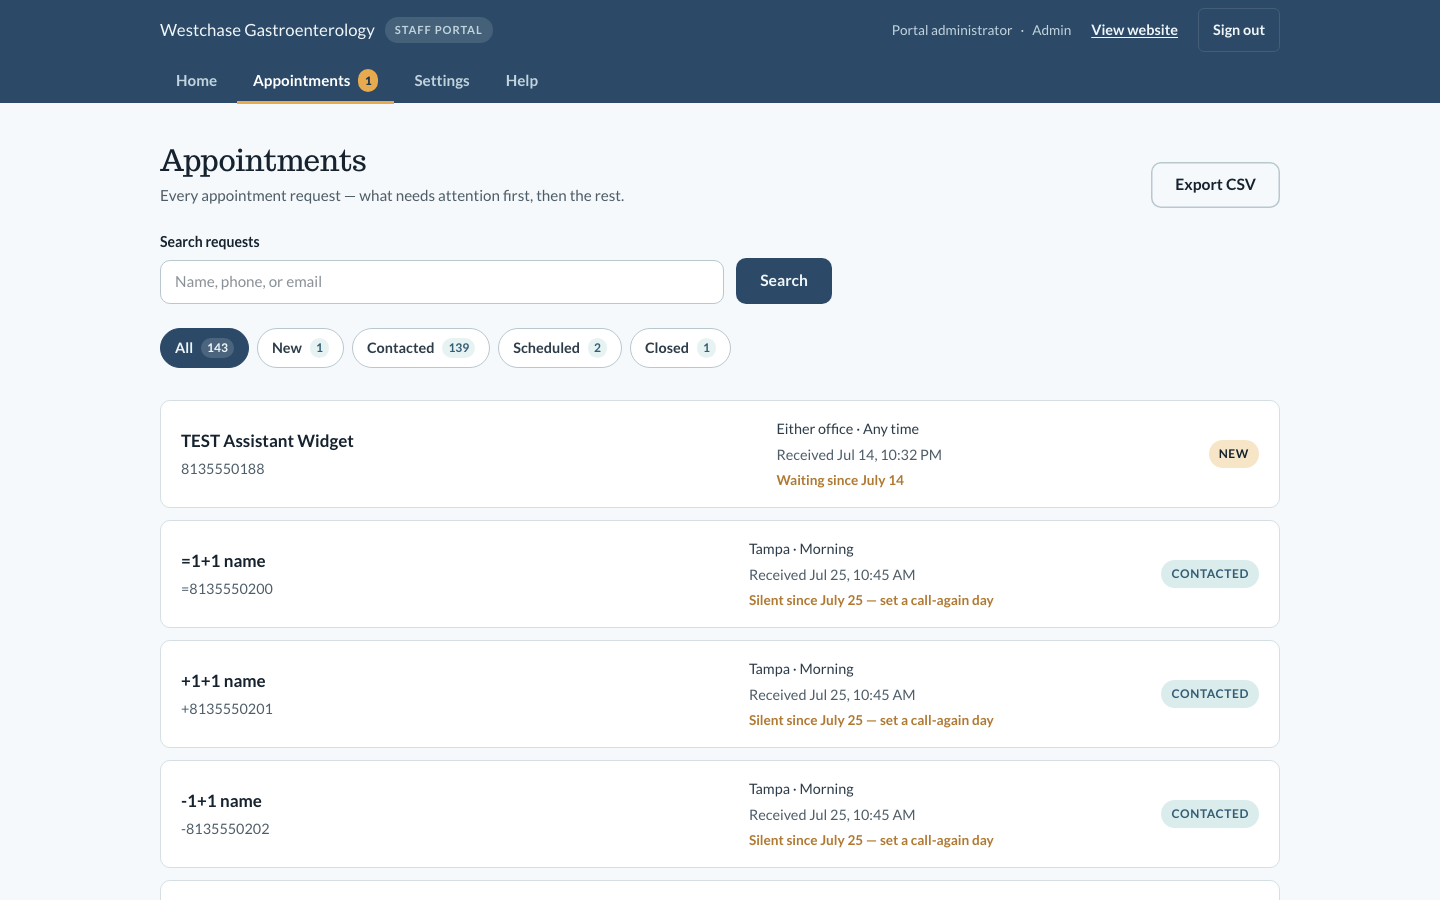 Westchase Gastroenterology STAFF PORTAL
Portal administrator · Admin View website Sign out
Home Appointments 1 Settings Help
Appointments
Every appointment request — what needs attention first, then the rest.
Export CSV
Search requests
Name, phone, or email
Search
All 143 New 1 Contacted 139 Scheduled 2 Closed 1
TEST Assistant Widget
8135550188
Either office · Any time
Received Jul 14, 10:32 PM
Waiting since July 14
NEW
=1+1 name
=8135550200
Tampa · Morning
Received Jul 25, 10:45 AM
Silent since July 25 — set a call-again day
CONTACTED
+1+1 name
+8135550201
Tampa · Morning
Received Jul 25, 10:45 AM
Silent since July 25 — set a call-again day
CONTACTED
-1+1 name
-8135550202
Tampa · Morning
Received Jul 25, 10:45 AM
Silent since July 25 — set a call-again day
CONTACTED